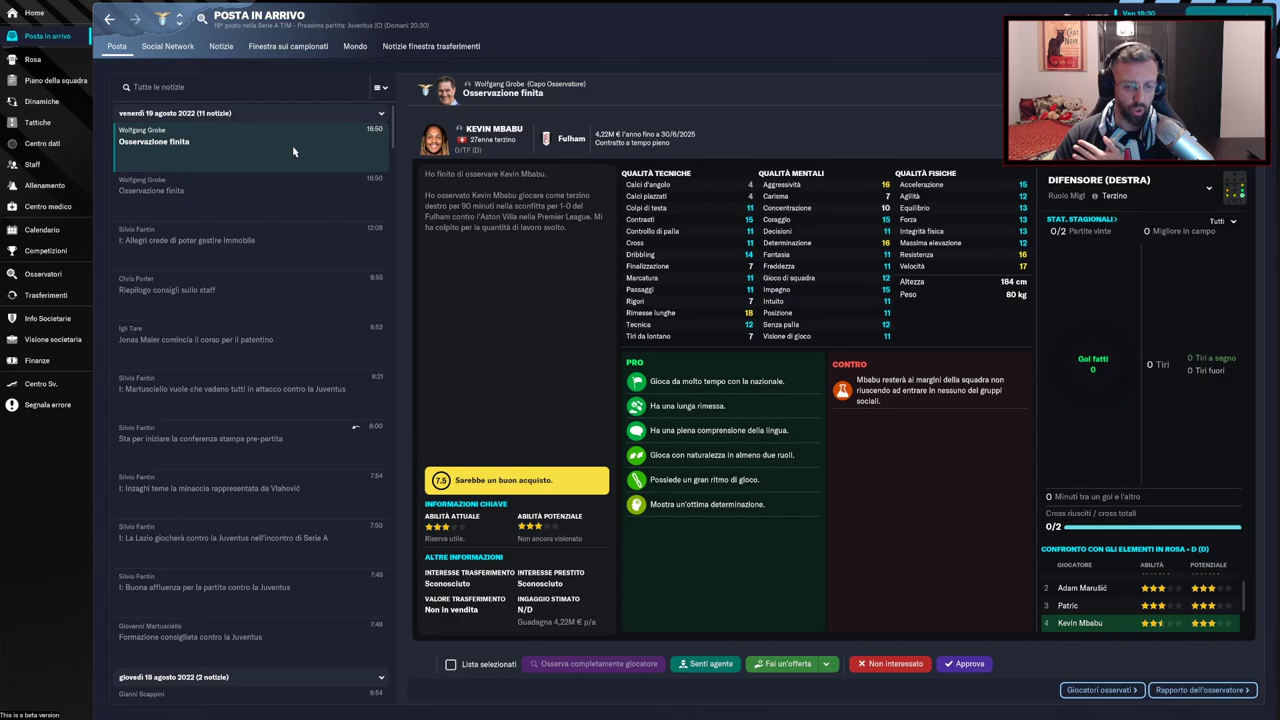 Home
Posta in arrivo
Rosa
Piano della squadra
Dinamiche
Tattiche
Centro dati
Staff
Allenamento
Centro medico
Calendario
Competizioni
Osservatori
Trasferimenti
Info Societarie
Visione societaria
Finanze
Centro Sv.
Segnala errore
This is a beta version
POSTA IN ARRIVO
18° posto nella Serie A TIM - Prossima partita: Juventus (C) (Domani 20:30)
Ven 18:30
Posta
Social Network
Notizie
Finestra sui campionati
Mondo
Notizie finestra trasferimenti
Tutte le notizie
venerdì 19 agosto 2022 (11 notizie)
Wolfgang Grobe 16:50
Osservazione finita
Wolfgang Grobe 16:50
Osservazione finita
Silvio Fantin 12:08
I: Allegri crede di poter gestire Immobile
Chris Porter 8:55
Riepilogo consigli sullo staff
Igli Tare 8:52
Jonas Maler comincia il corso per il patentino
Silvio Fantin 8:21
I: Martusciello vuole che vadano tutti in attacco contro la Juventus
Silvio Fantin 8:00
Sta per iniziare la conferenza stampa pre-partita
Silvio Fantin 7:54
I: Inzaghi teme la minaccia rappresentata da Vlahović
Silvio Fantin 7:50
I: La Lazio giocherà contro la Juventus nell'incontro di Serie A
Silvio Fantin 7:49
I: Buona affluenza per la partita contro la Juventus
Giovanni Martusciello 7:48
Formazione consigliata contro la Juventus
giovedì 18 agosto 2022 (2 notizie)
Gianni Scappini 9:54
Wolfgang Grobe (Capo Osservatore)
Osservazione finita
KEVIN MBABU
27enne terzino
D/TF (D)
Fulham
4,22M € l'anno fino a 30/6/2025
Contratto a tempo pieno
Ho finito di osservare Kevin Mbabu.
Ho osservato Kevin Mbabu giocare come terzino
destro per 90 minuti nella sconfitta per 1-0 del
Fulham contro l'Aston Villa nella Premier League. Mi
ha colpito per la quantità di lavoro svolto.
7.5 Sarebbe un buon acquisto.
INFORMAZIONI CHIAVE
ABILITÀ ATTUALE ABILITÀ POTENZIALE
Riserva utile. Non ancora visionato
ALTRE INFORMAZIONI
INTERESSE TRASFERIMENTO INTERESSE PRESTITO
Sconosciuto Sconosciuto
VALORE TRASFERIMENTO INGAGGIO STIMATO
Non in vendita N/D
Guadagna 4,22M € p/a
QUALITÀ TECNICHE
Calci d'angolo 4
Calci piazzati 4
Colpi di testa 11
Contrasti 15
Controllo di palla 11
Cross 11
Dribbling 14
Finalizzazione 7
Marcatura 11
Passaggi 11
Rigori 7
Rimesse lunghe 18
Tecnica 12
Tiri da lontano 7
QUALITÀ MENTALI
Aggressività 16
Carisma 7
Concentrazione 10
Coraggio 15
Decisioni 11
Determinazione 16
Fantasia 11
Freddezza 11
Gioco di squadra 12
Impegno 15
Intuito 11
Posizione 11
Senza palla 12
Visione di gioco 11
QUALITÀ FISICHE
Accelerazione 15
Agilità 12
Equilibrio 13
Forza 13
Integrità fisica 13
Massima elevazione 12
Resistenza 16
Velocità 17
Altezza 184 cm
Peso 80 kg
PRO
Gioca da molto tempo con la nazionale.
Ha una lunga rimessa.
Ha una piena comprensione della lingua.
Gioca con naturalezza in almeno due ruoli.
Possiede un gran ritmo di gioco.
Mostra un'ottima determinazione.
CONTRO
Mbabu resterà ai margini della squadra non
riuscendo ad entrare in nessuno dei gruppi
sociali.
DIFENSORE (DESTRA)
Ruolo Migl Terzino
STAT. STAGIONALI >
Tutti
0/2 Partite vinte 0 Migliore in campo
Gol fatti
0
0 Tiri
0 Tiri a segno
0 Tiri fuori
0 Minuti tra un gol e l'altro
Cross riusciti / cross totali
0/2
CONFRONTO CON GLI ELEMENTI IN ROSA - D (D)
GIOCATORE ABILITÀ POTENZIALE
2 Adam Marušić
3 Patric
4 Kevin Mbabu
Lista selezionati
Osserva completamente giocatore
Senti agente
Fai un'offerta
Non interessato
Approva
Giocatori osservati >
Rapporto dell'osservatore >